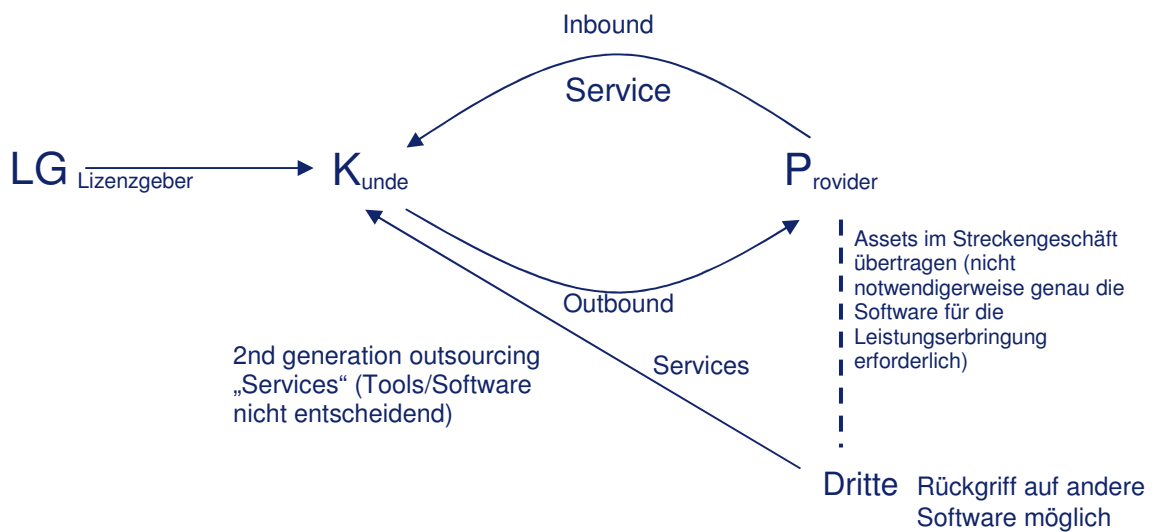 Inbound
Service
LG Lizenzgeber
Kunde
Provider
Assets im Streckengeschäft
übertragen (nicht
notwendigerweise genau die
Software für die
Leistungserbringung
erforderlich)
Outbound
2nd generation outsourcing
„Services“ (Tools/Software
nicht entscheidend)
Services
Dritte
Rückgriff auf andere
Software möglich